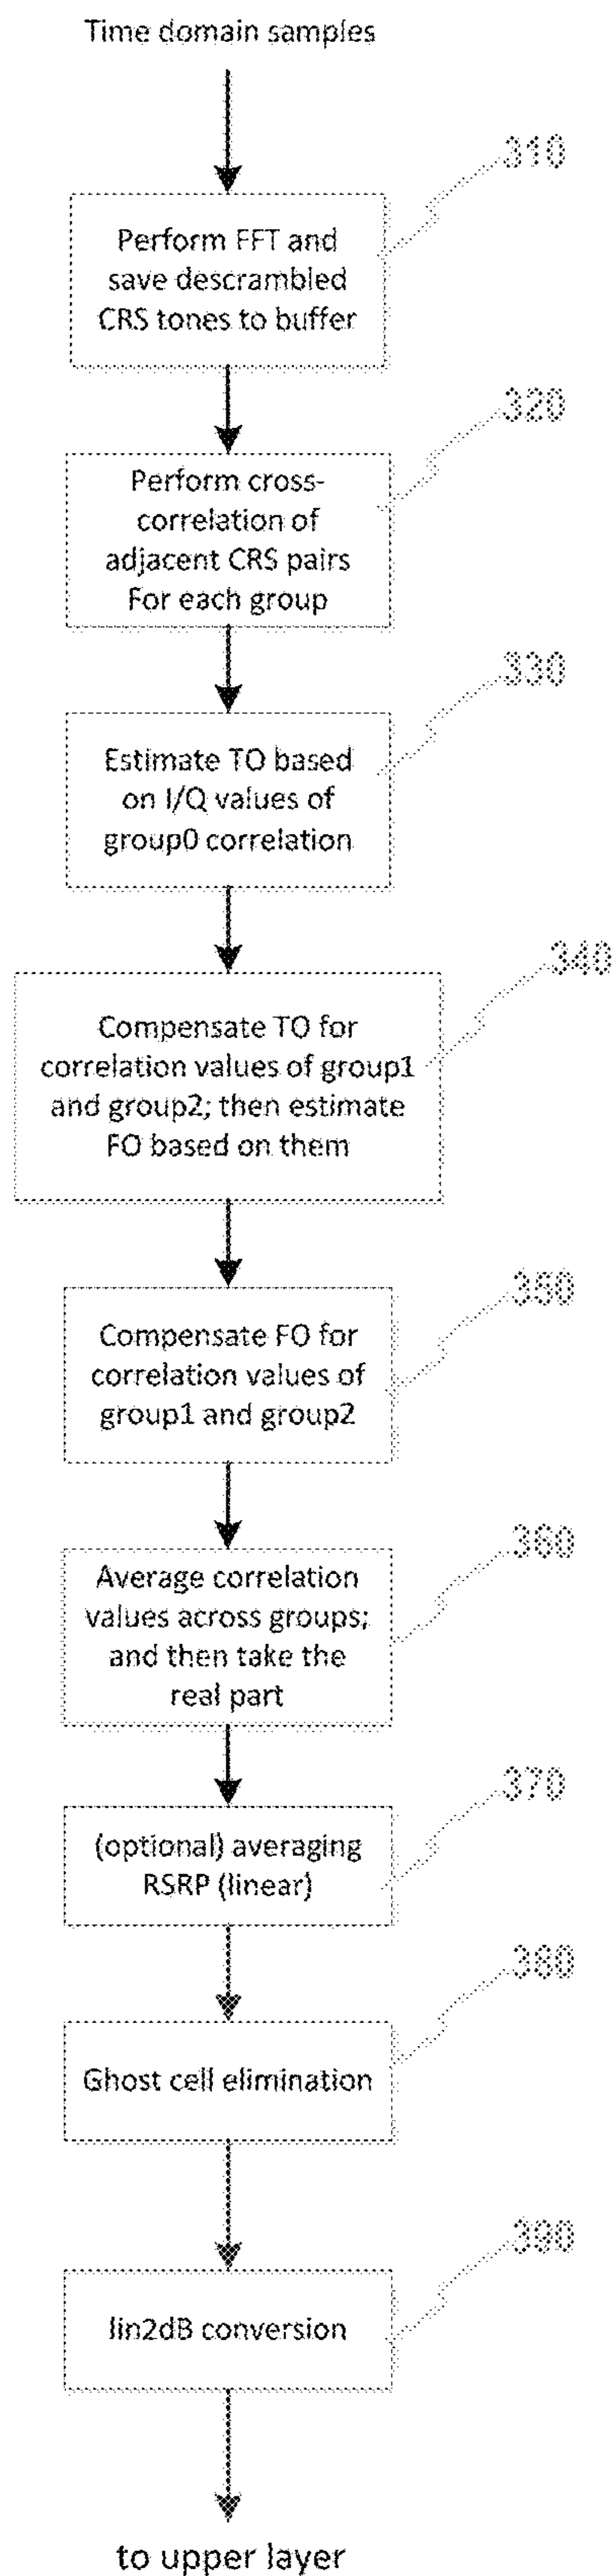 Time domain samples
310
Perform FFT and
save descrambled
CRS tones to buffer
320
Perform cross-
correlation of
adjacent CRS pairs
For each group
330
Estimate TO based
on I/Q values of
group0 correlation
340
Compensate TO for
correlation values of group1
and group2; then estimate
FO based on them
350
Compensate FO for
correlation values of
group1 and group2
360
Average correlation
values across groups;
and then take the
real part
370
(optional) averaging
RSRP (linear)
380
Ghost cell elimination
390
lin2dB conversion
to upper layer